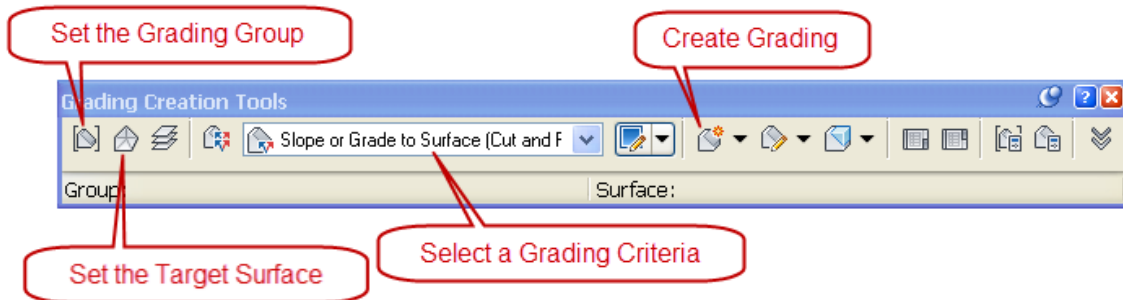 Set the Grading Group
Create Grading
Grading Creation Tools
Slope or Grade to Surface (Cut and F
Group:
Surface:
Set the Target Surface
Select a Grading Criteria